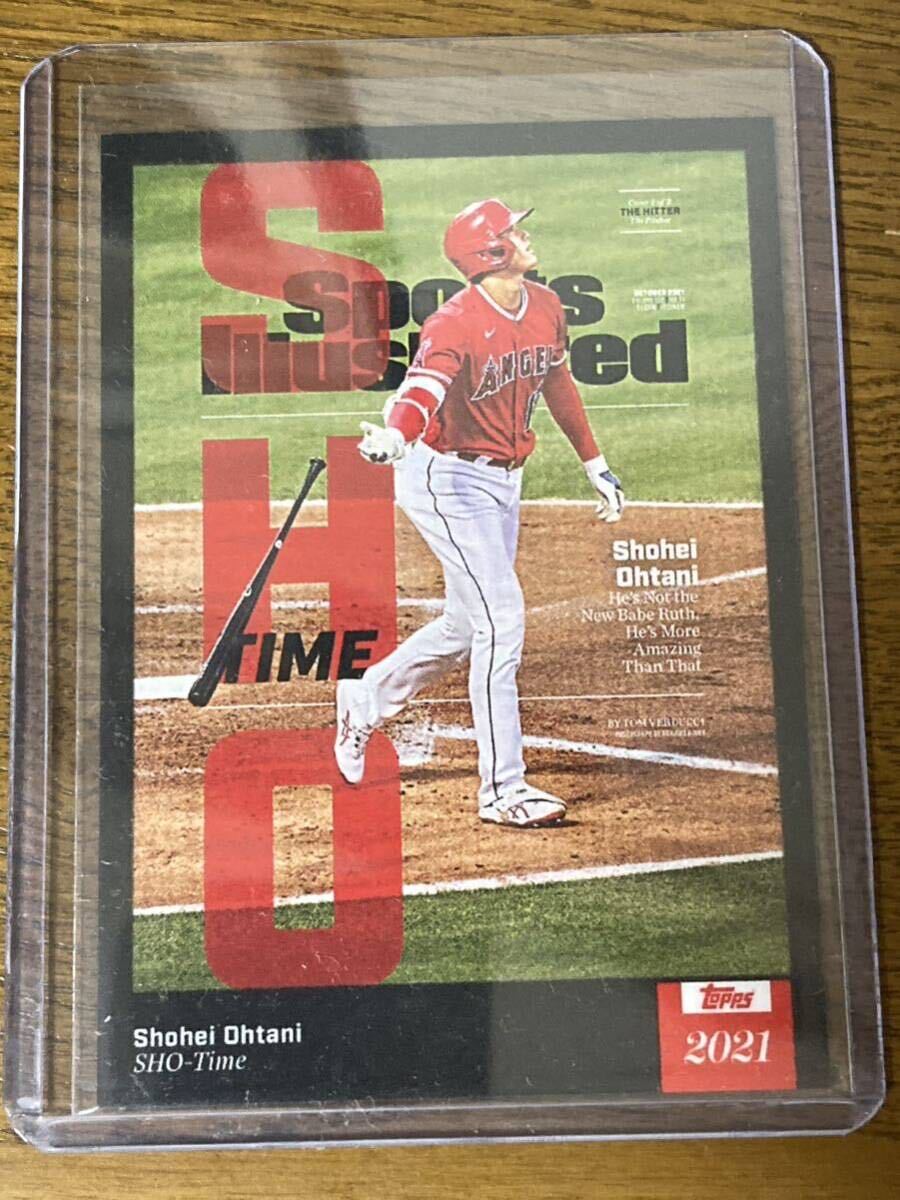 SHO
TIME
Sports
Illustrated
Cover 1 of 2
THE HITTER
The Pitcher
OCTOBER 2021
ANGELS
Shohei
Ohtani
He's Not the
New Babe Ruth,
He's More
Amazing
Than That
BY TOM VERDUCCI
Shohei Ohtani
SHO-Time
topps
2021